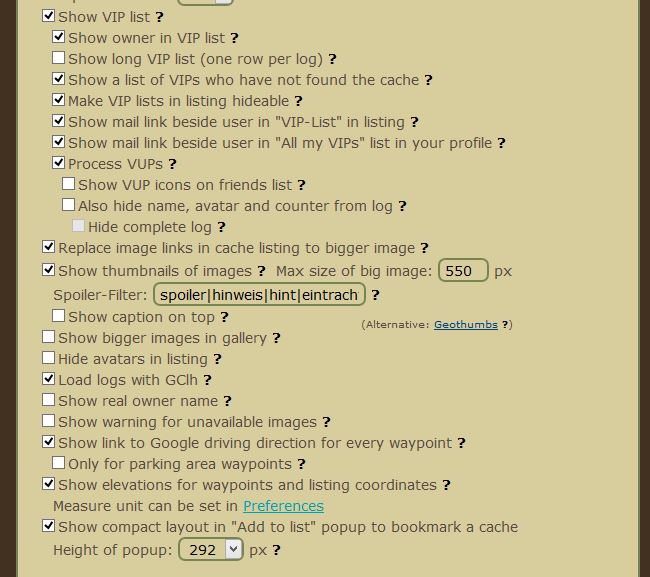 Show VIP list ?
Show owner in VIP list ?
Show long VIP list (one row per log) ?
Show a list of VIPs who have not found the cache ?
Make VIP lists in listing hideable ?
Show mail link beside user in "VIP-List" in listing ?
Show mail link beside user in "All my VIPs" list in your profile ?
Process VUPs ?
Show VUP icons on friends list ?
Also hide name, avatar and counter from log ?
Hide complete log ?
Replace image links in cache listing to bigger image ?
Show thumbnails of images ? Max size of big image: 550 px
Spoiler-Filter: spoiler|hinweis|hint|eintrach ?
Show caption on top ? (Alternative: Geothumbs ?)
Show bigger images in gallery ?
Hide avatars in listing ?
Load logs with GClh ?
Show real owner name ?
Show warning for unavailable images ?
Show link to Google driving direction for every waypoint ?
Only for parking area waypoints ?
Show elevations for waypoints and listing coordinates ?
Measure unit can be set in Preferences
Show compact layout in "Add to list" popup to bookmark a cache
Height of popup: 292 px ?